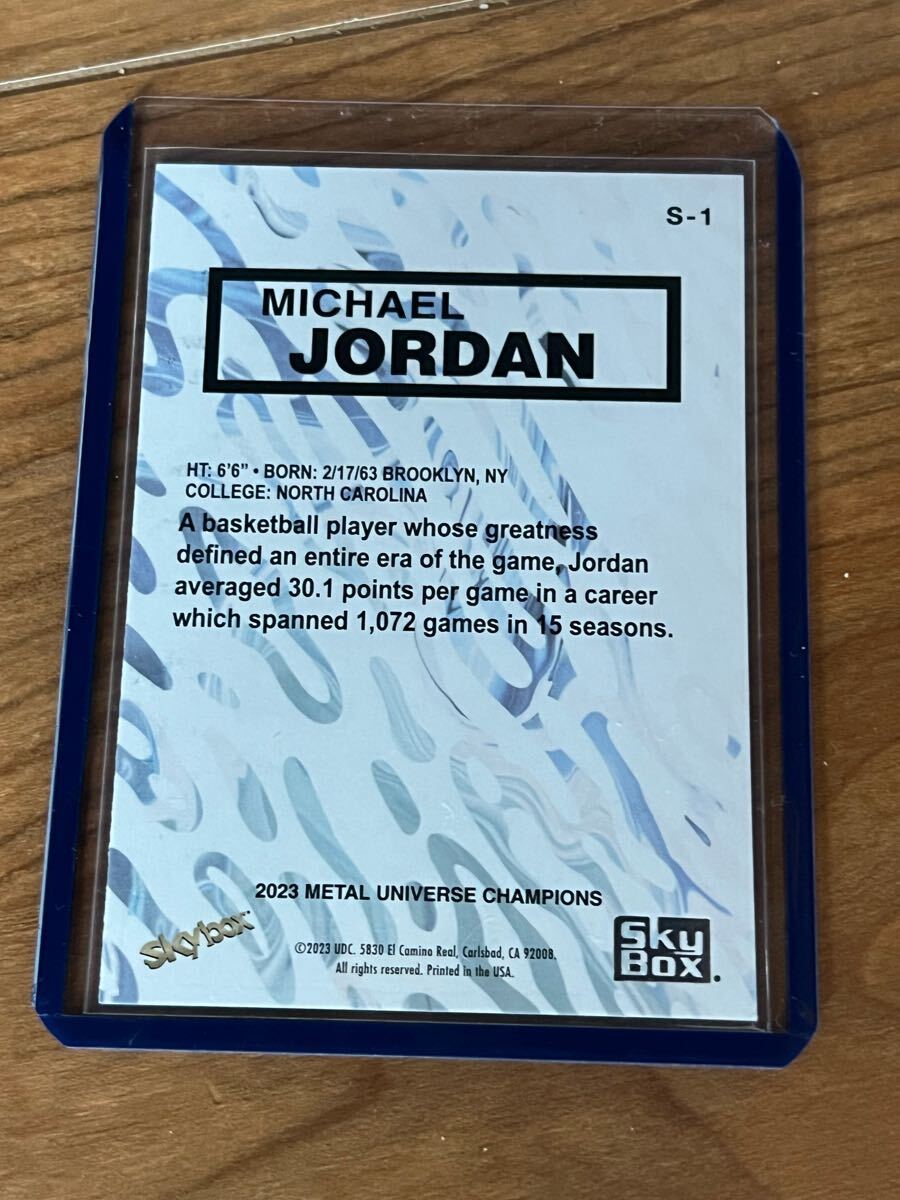 S-1
MICHAEL
JORDAN
HT: 6'6" • BORN: 2/17/63 BROOKLYN, NY
COLLEGE: NORTH CAROLINA
A basketball player whose greatness
defined an entire era of the game, Jordan
averaged 30.1 points per game in a career
which spanned 1,072 games in 15 seasons.
2023 METAL UNIVERSE CHAMPIONS
skybox
©2023 UDC. 5830 El Camino Real, Carlsbad, CA 92008.
All rights reserved. Printed in the USA.
Sky
Box